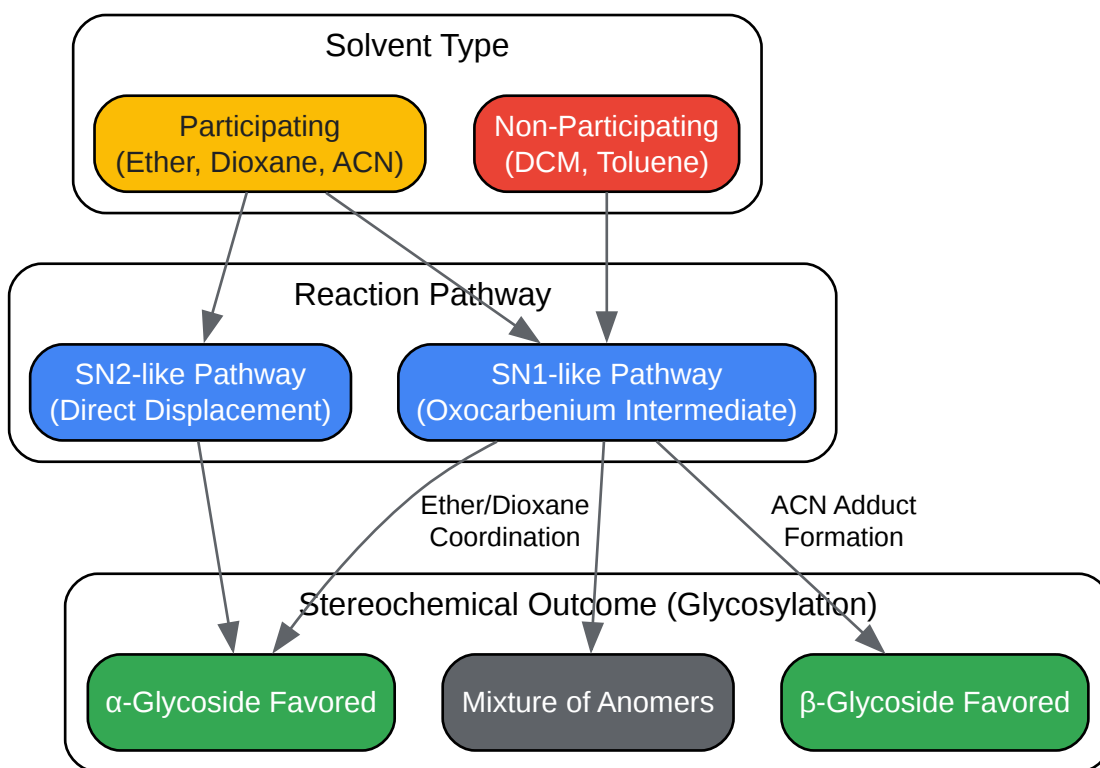 Solvent Type
Participating
(Ether, Dioxane, ACN)
Non-Participating
(DCM, Toluene)
Reaction Pathway
SN2-like Pathway
(Direct Displacement)
SN1-like Pathway
(Oxocarbenium Intermediate)
Ether/Dioxane
Coordination
ACN Adduct
Formation
Stereochemical Outcome (Glycosylation)
α-Glycoside Favored
Mixture of Anomers
β-Glycoside Favored